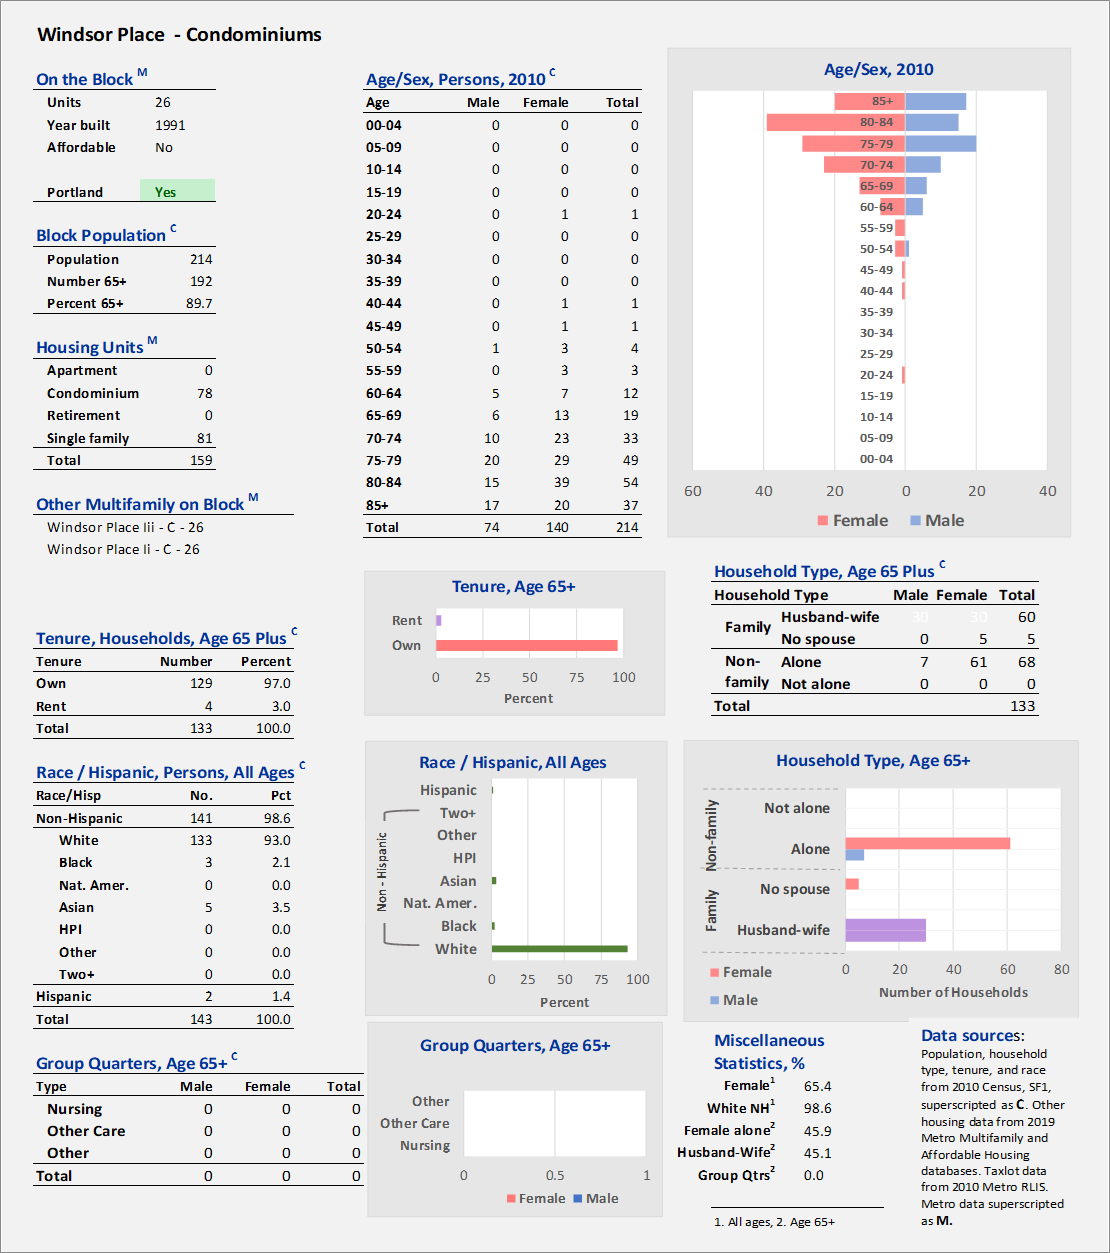 Windsor Place - Condominiums
On the Block M
Units 26
Year built 1991
Affordable No
Portland Yes
Block Population C
Population 214
Number 65+ 192
Percent 65+ 89.7
Housing Units M
Apartment 0
Condominium 78
Retirement 0
Single family 81
Total 159
Other Multifamily on Block M
Windsor Place Iii - C - 26
Windsor Place Ii - C - 26
Age/Sex, Persons, 2010 C
Age Male Female Total
00-04 0 0 0
05-09 0 0 0
10-14 0 0 0
15-19 0 0 0
20-24 0 1 1
25-29 0 0 0
30-34 0 0 0
35-39 0 0 0
40-44 0 1 1
45-49 0 1 1
50-54 1 3 4
55-59 0 3 3
60-64 5 7 12
65-69 6 13 19
70-74 10 23 33
75-79 20 29 49
80-84 15 39 54
85+ 17 20 37
Total 74 140 214
Age/Sex, 2010
85+
80-84
75-79
70-74
65-69
60-64
55-59
50-54
45-49
40-44
35-39
30-34
25-29
20-24
15-19
10-14
05-09
00-04
60 40 20 0 20 40
Female Male
Tenure, Households, Age 65 Plus C
Tenure Number Percent
Own 129 97.0
Rent 4 3.0
Total 133 100.0
Tenure, Age 65+
Rent
Own
0 25 50 75 100
Percent
Household Type, Age 65 Plus C
Household Type Male Female Total
Family Husband-wife 30 30 60
No spouse 0 5 5
Non-family Alone 7 61 68
Not alone 0 0 0
Total 133
Race / Hispanic, Persons, All Ages C
Race/Hisp No. Pct
Non-Hispanic 141 98.6
White 133 93.0
Black 3 2.1
Nat. Amer. 0 0.0
Asian 5 3.5
HPI 0 0.0
Other 0 0.0
Two+ 0 0.0
Hispanic 2 1.4
Total 143 100.0
Race / Hispanic, All Ages
Hispanic
Two+
Other
HPI
Asian
Nat. Amer.
Black
White
Non - Hispanic
0 25 50 75 100
Percent
Household Type, Age 65+
Non-family
Not alone
Alone
Family
No spouse
Husband-wife
0 20 40 60 80
Number of Households
Female
Male
Group Quarters, Age 65+ C
Type Male Female Total
Nursing 0 0 0
Other Care 0 0 0
Other 0 0 0
Total 0 0 0
Group Quarters, Age 65+
Other
Other Care
Nursing
0 0.5 1
Female Male
Miscellaneous
Statistics, %
Female1 65.4
White NH1 98.6
Female alone2 45.9
Husband-Wife2 45.1
Group Qtrs2 0.0
1. All ages, 2. Age 65+
Data sources:
Population, household
type, tenure, and race
from 2010 Census, SF1,
superscripted as C. Other
housing data from 2019
Metro Multifamily and
Affordable Housing
databases. Taxlot data
from 2010 Metro RLIS.
Metro data superscripted
as M.